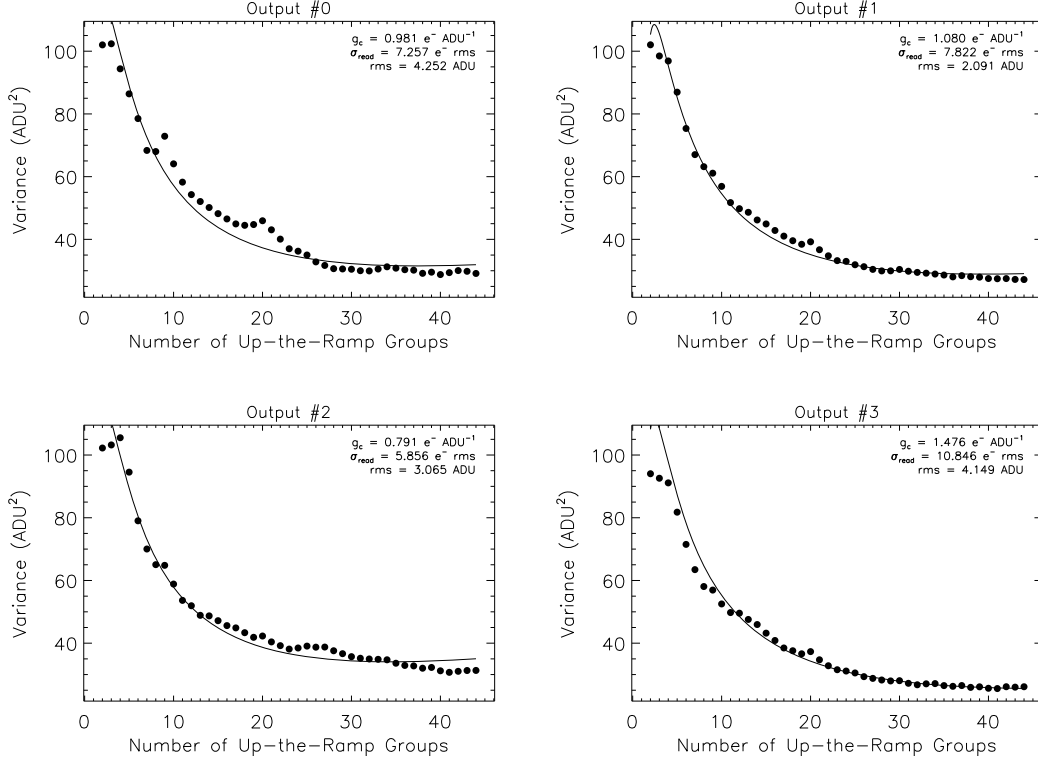 Output #0
g_c = 0.981 e⁻ ADU⁻¹
σ_read = 7.257 e⁻ rms
rms = 4.252 ADU
Variance (ADU²)
100
80
60
40
0 10 20 30 40
Number of Up-the-Ramp Groups
Output #1
g_c = 1.080 e⁻ ADU⁻¹
σ_read = 7.822 e⁻ rms
rms = 2.091 ADU
Variance (ADU²)
100
80
60
40
0 10 20 30 40
Number of Up-the-Ramp Groups
Output #2
g_c = 0.791 e⁻ ADU⁻¹
σ_read = 5.856 e⁻ rms
rms = 3.065 ADU
Variance (ADU²)
100
80
60
40
0 10 20 30 40
Number of Up-the-Ramp Groups
Output #3
g_c = 1.476 e⁻ ADU⁻¹
σ_read = 10.846 e⁻ rms
rms = 4.149 ADU
Variance (ADU²)
100
80
60
40
0 10 20 30 40
Number of Up-the-Ramp Groups